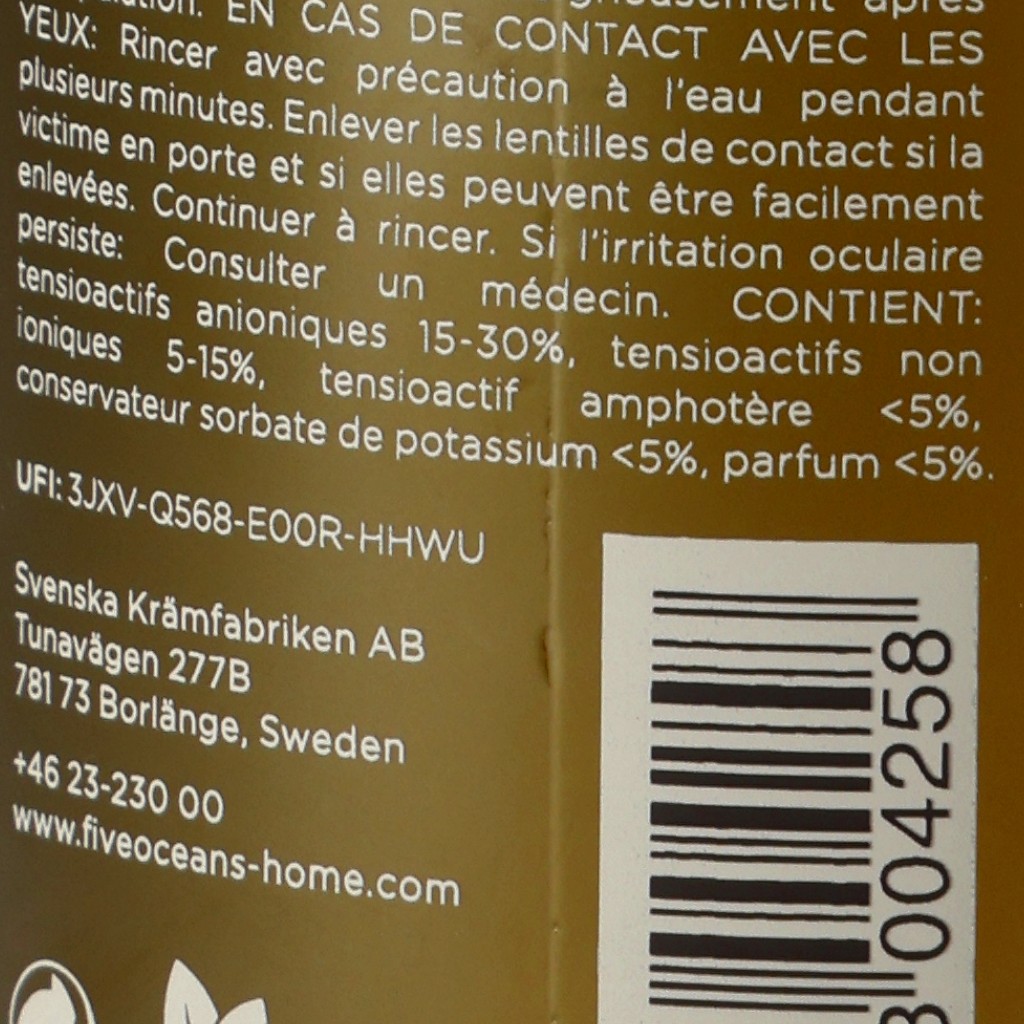 EN CAS DE CONTACT AVEC LES
YEUX: Rincer avec précaution à l'eau pendant
plusieurs minutes. Enlever les lentilles de contact si la
victime en porte et si elles peuvent être facilement
enlevées. Continuer à rincer. Si l'irritation oculaire
persiste: Consulter un médecin. CONTIENT:
tensioactifs anioniques 15-30%, tensioactifs non
ioniques 5-15%, tensioactif amphotère <5%,
conservateur sorbate de potassium <5%, parfum <5%.
UFI: 3JXV-Q568-E00R-HHWU
Svenska Krämfabriken AB
Tunavägen 277B
781 73 Borlänge, Sweden
+46 23-230 00
www.fiveoceans-home.com
004258